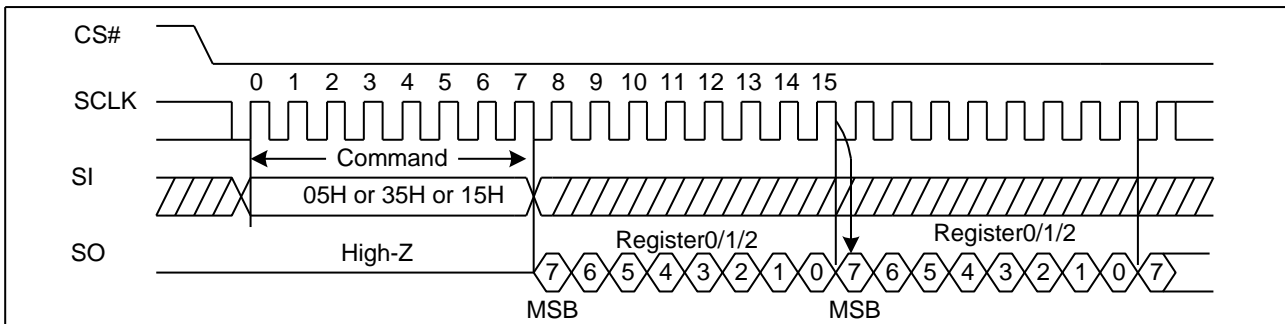 CS#
0 1 2 3 4 5 6 7 8 9 10 11 12 13 14 15
SCLK
Command
SI
05H or 35H or 15H
Register0/1/2 Register0/1/2
SO
High-Z
7 6 5 4 3 2 1 0 7 6 5 4 3 2 1 0 7
MSB MSB